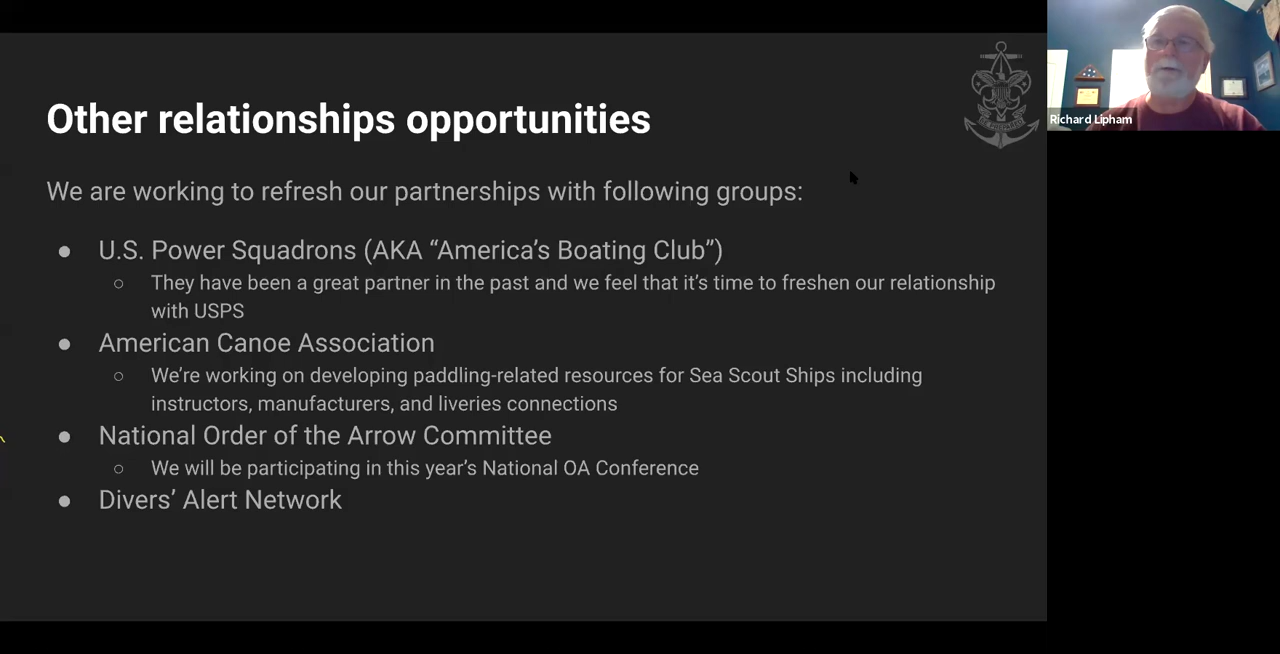 Other relationships opportunities
We are working to refresh our partnerships with following groups:
● U.S. Power Squadrons (AKA “America’s Boating Club”)
○ They have been a great partner in the past and we feel that it’s time to freshen our relationship
with USPS
● American Canoe Association
○ We’re working on developing paddling-related resources for Sea Scout Ships including
instructors, manufacturers, and liveries connections
● National Order of the Arrow Committee
○ We will be participating in this year’s National OA Conference
● Divers’ Alert Network
BE PREPARED
Richard Lipham